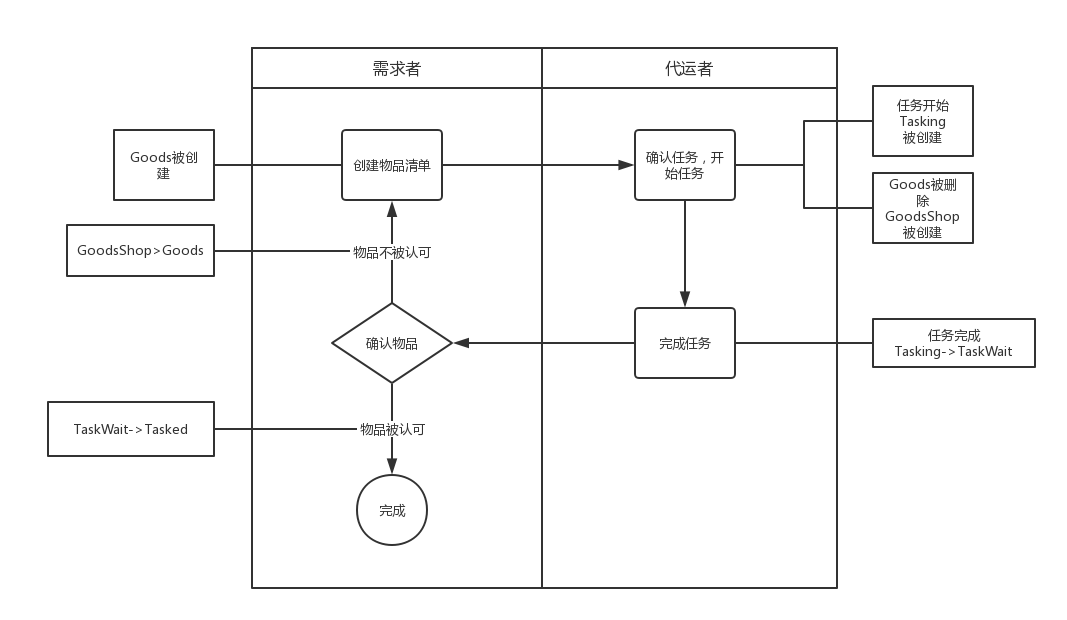 需求者
代运者
任务开始
Tasking
被创建
Goods被创
建
创建物品清单
确认任务，开
始任务
Goods被删
除
GoodsShop
被创建
GoodsShop>Goods
物品不被认可
确认物品
完成任务
任务完成
Tasking->TaskWait
TaskWait->Tasked
物品被认可
完成